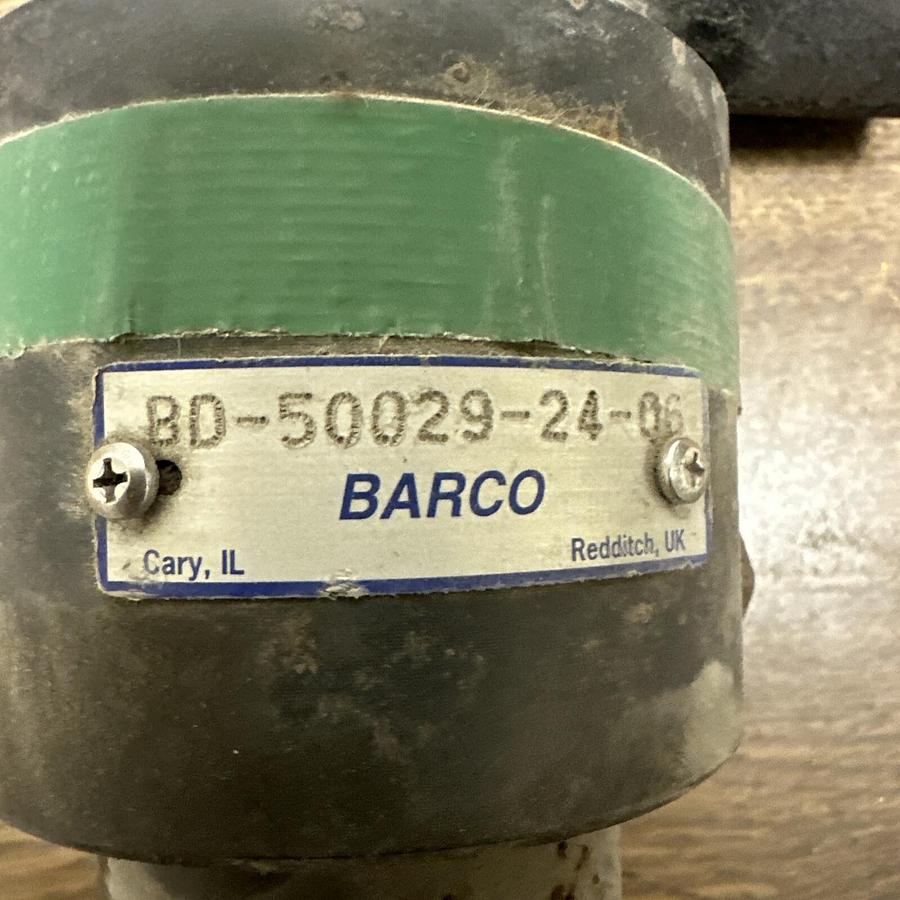 BD-50029-24-06
BARCO
Cary, IL
Redditch, UK